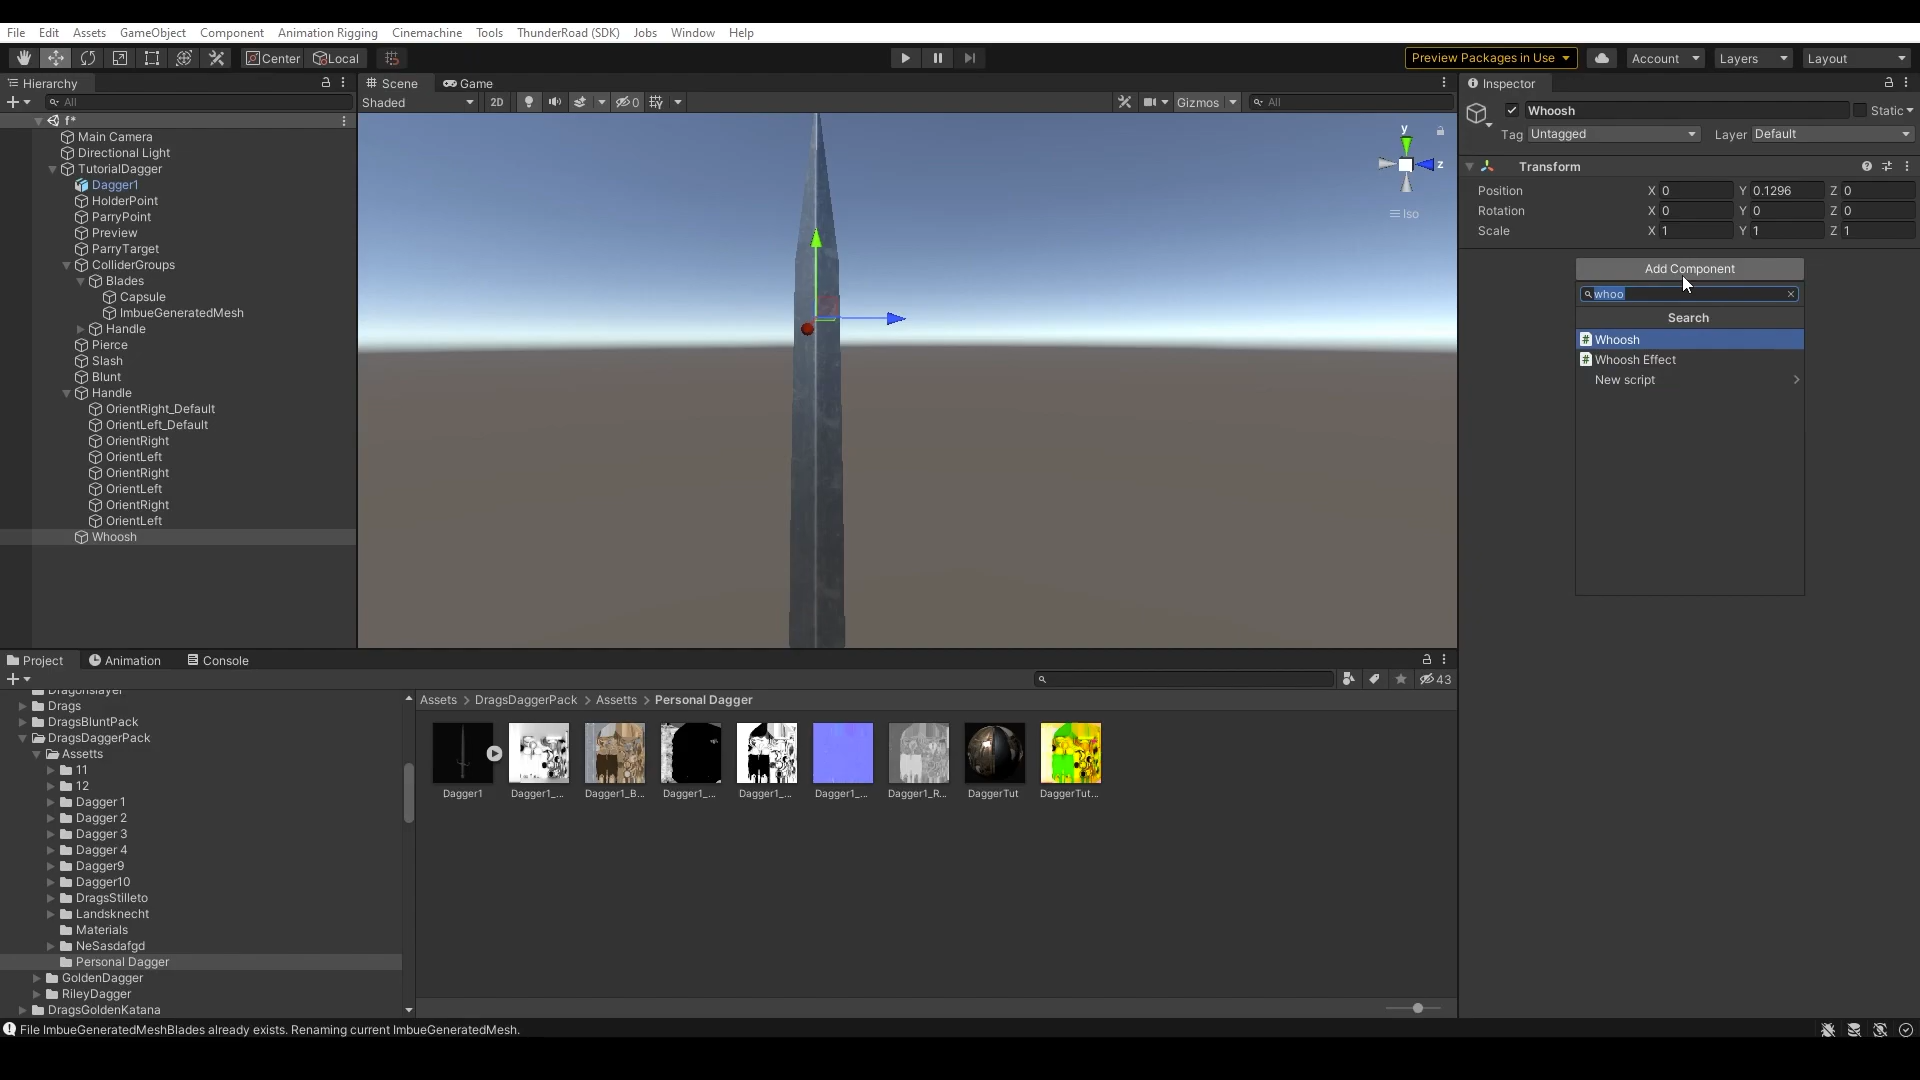 File Edit Assets GameObject Component Animation Rigging Cinemachine Tools ThunderRoad (SDK) Jobs Window Help
Center Local
Preview Packages in Use Account Layers Layout
Hierarchy
All
f*
Main Camera
Directional Light
TutorialDagger
Dagger1
HolderPoint
ParryPoint
Preview
ParryTarget
ColliderGroups
Blades
Capsule
ImbueGeneratedMesh
Handle
Pierce
Slash
Blunt
Handle
OrientRight_Default
OrientLeft_Default
OrientRight
OrientLeft
OrientRight
OrientLeft
OrientRight
OrientLeft
Whoosh
Scene Game
Shaded 2D 0 Gizmos All
y
z
Iso
Inspector
Whoosh Static
Tag Untagged Layer Default
Transform
Position X 0 Y 0.1296 Z 0
Rotation X 0 Y 0 Z 0
Scale X 1 Y 1 Z 1
Add Component
whoo
Search
Whoosh
Whoosh Effect
New script
Project Animation Console
43
Dragonslayer
Drags
DragsBluntPack
DragsDaggerPack
Assetts
11
12
Dagger 1
Dagger 2
Dagger 3
Dagger 4
Dagger9
Dagger10
DragsStilleto
Landsknecht
Materials
NeSasdafgd
Personal Dagger
GoldenDagger
RileyDagger
DragsGoldenKatana
Assets > DragsDaggerPack > Assetts > Personal Dagger
Dagger1 Dagger1_... Dagger1_B... Dagger1_... Dagger1_... Dagger1_... Dagger1_R... DaggerTut DaggerTut...
File ImbueGeneratedMeshBlades already exists. Renaming current ImbueGeneratedMesh.